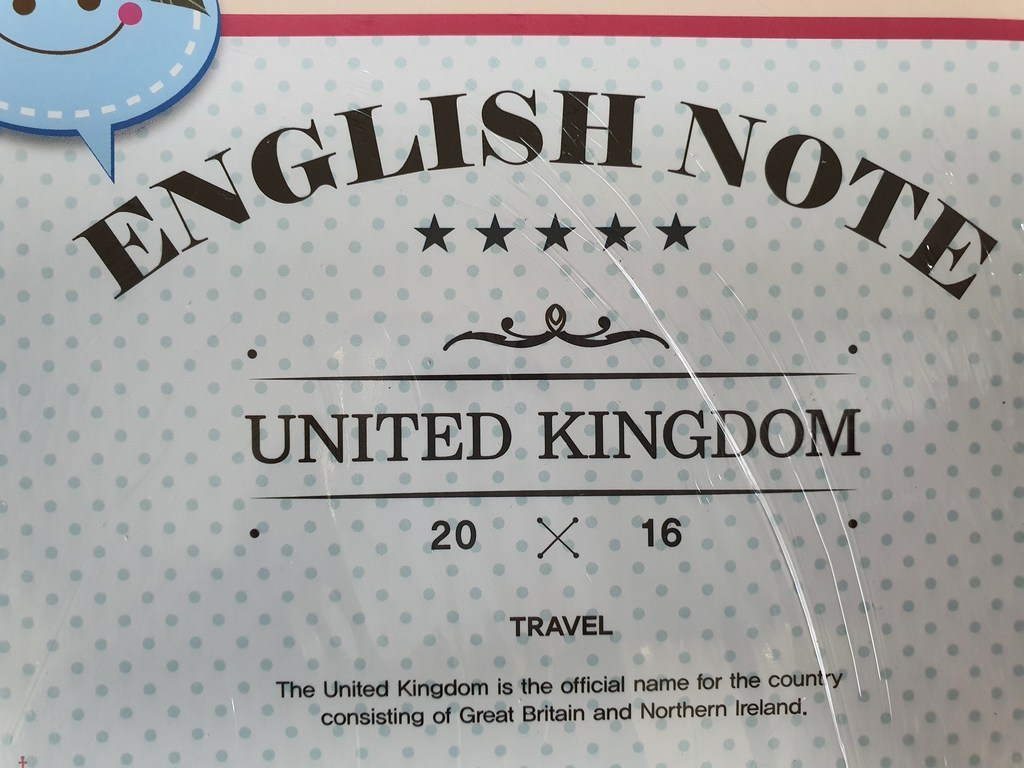 ENGLISH NOTE
UNITED KINGDOM
20 16
TRAVEL
The United Kingdom is the official name for the country
consisting of Great Britain and Northern Ireland.